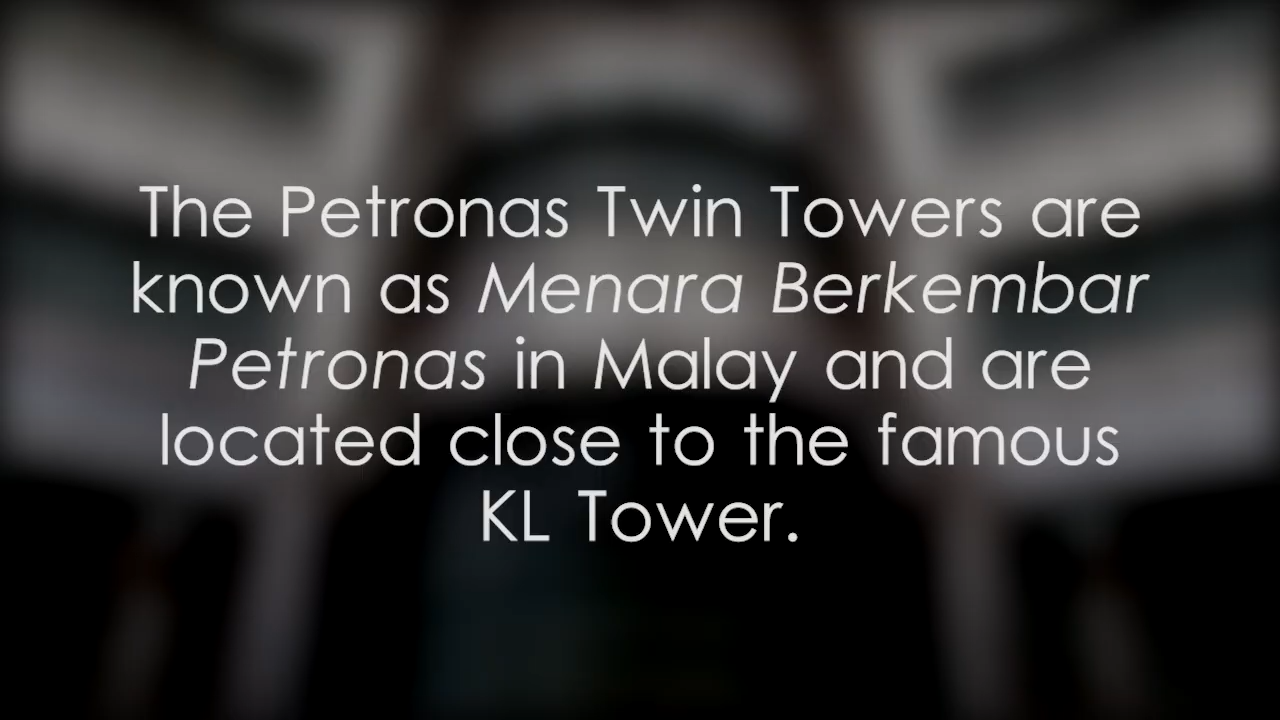 The Petronas Twin Towers are
known as Menara Berkembar
Petronas in Malay and are
located close to the famous
KL Tower.